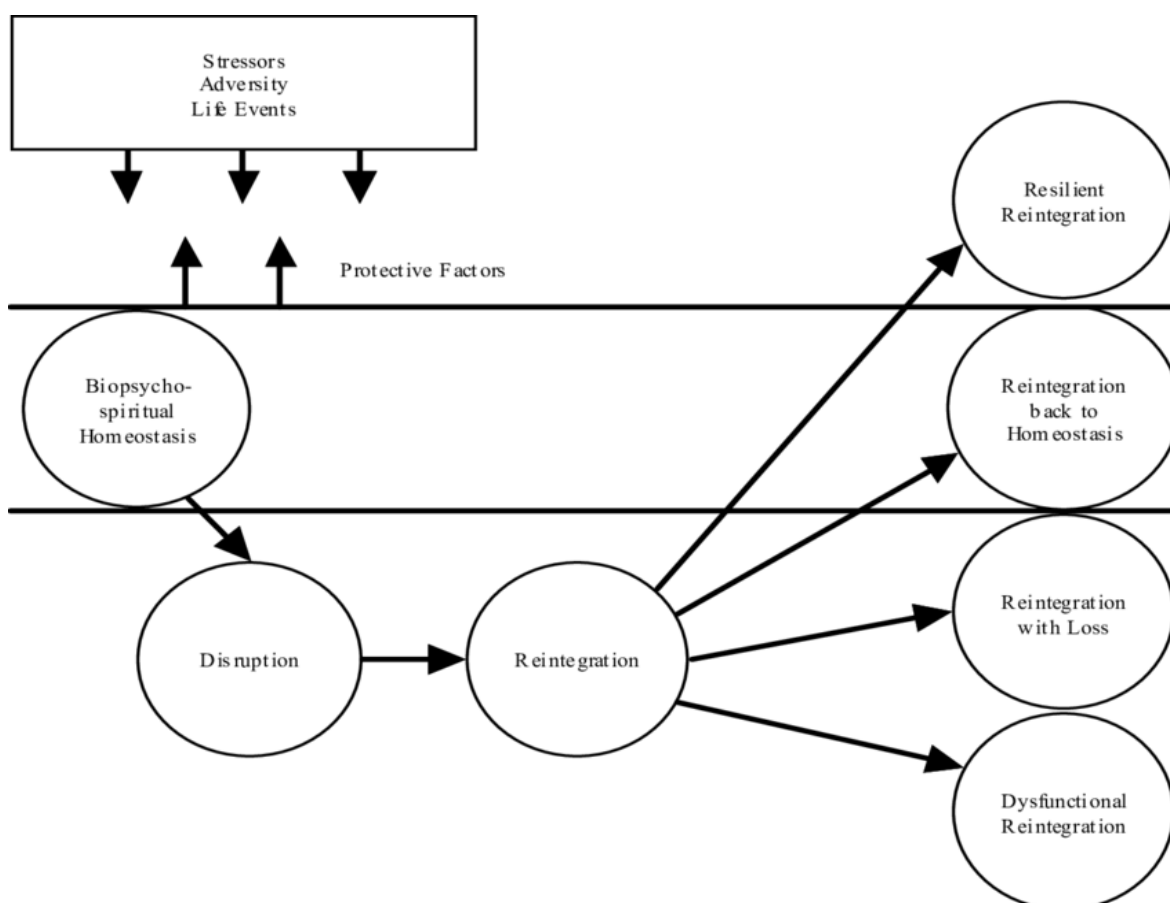 Stressors
Adversity
Life Events
Protective Factors
Resilient
Reintegration
Biopsycho-
spiritual
Homeostasis
Reintegration
back to
Homeostasis
Disruption
Reintegration
Reintegration
with Loss
Dysfunctional
Reintegration